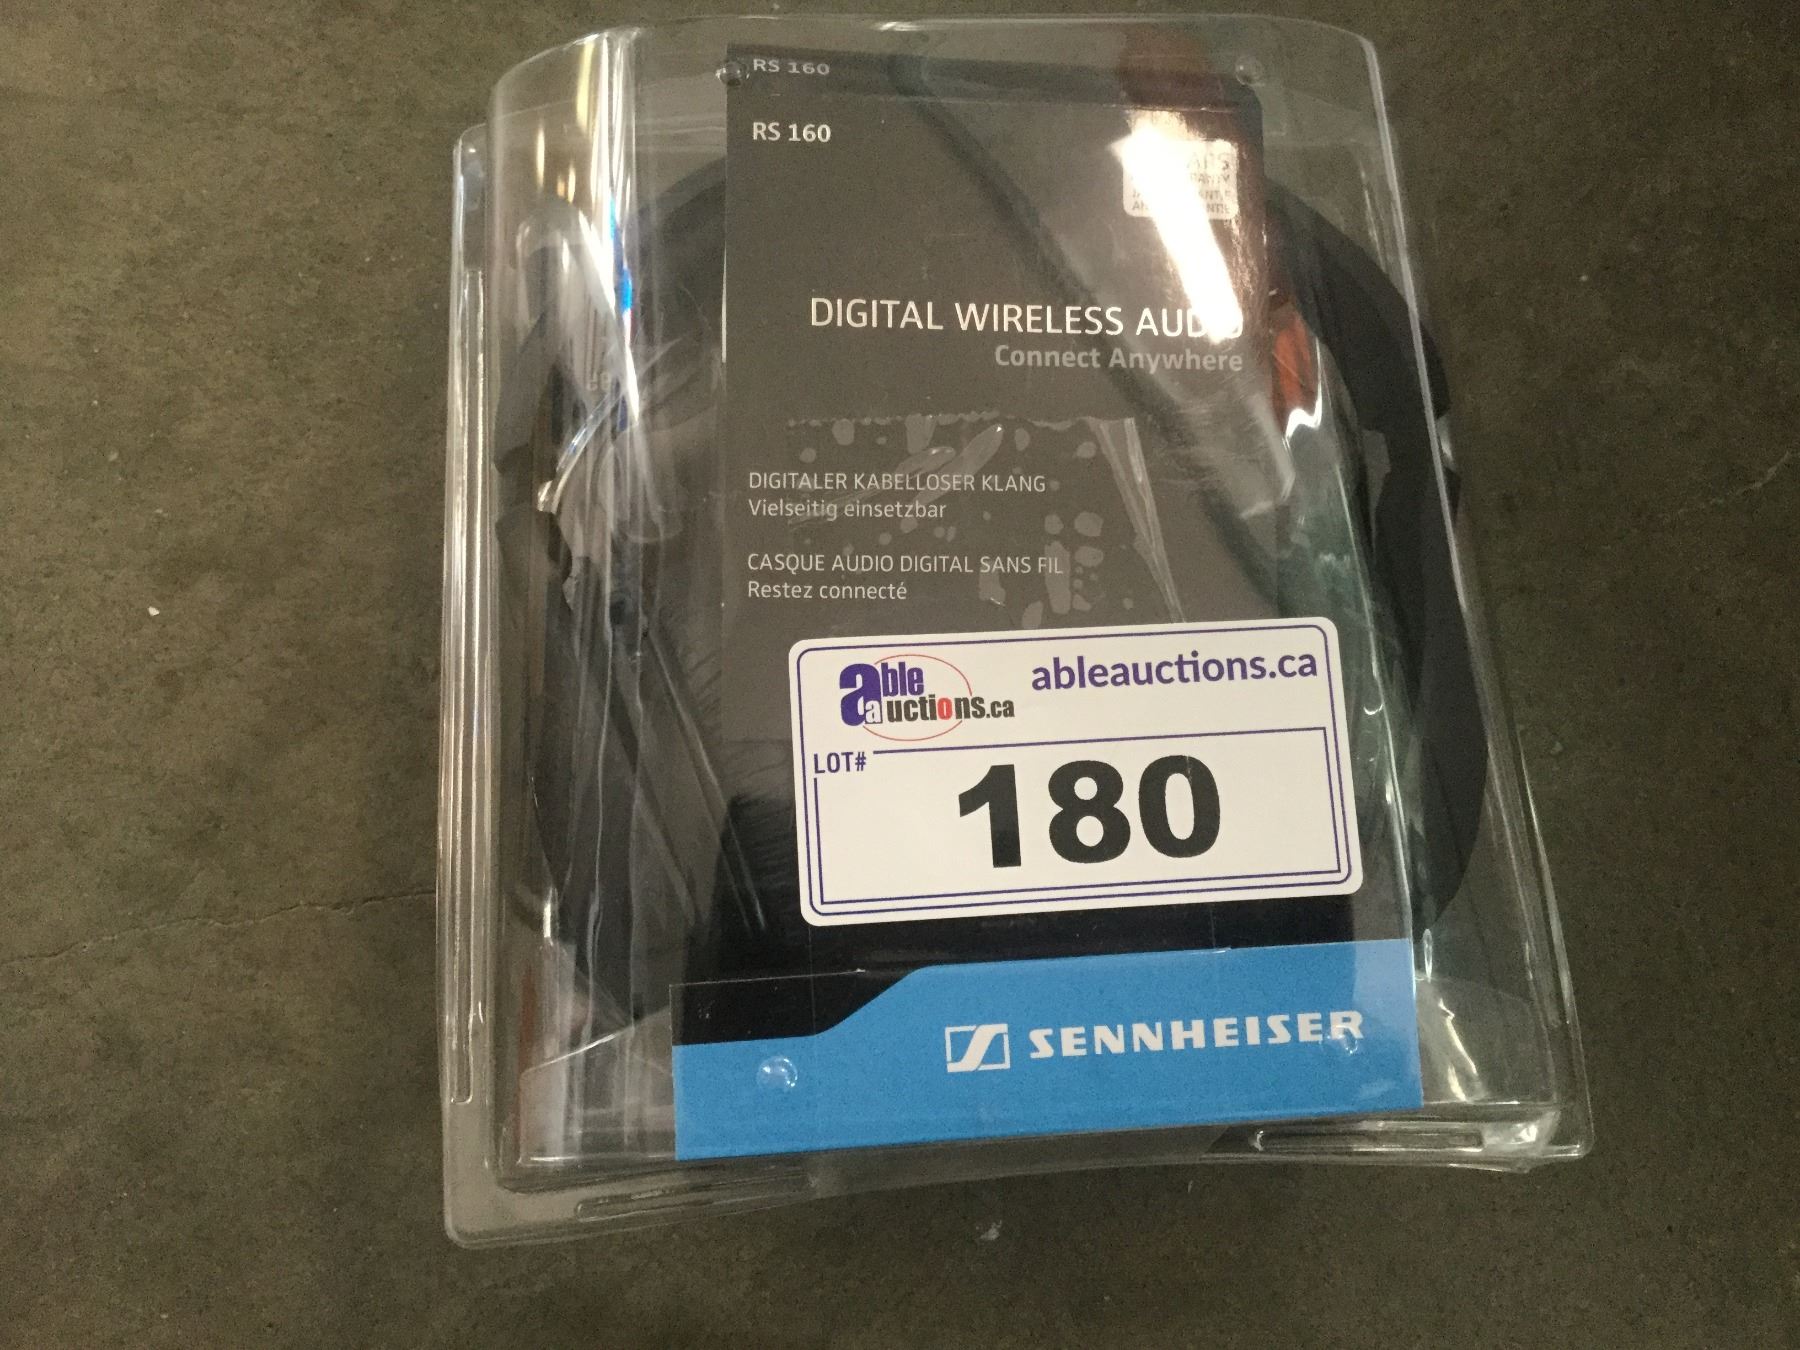 RS 160
RS 160
DIGITAL WIRELESS AUDIO
Connect Anywhere
DIGITALER KABELLOSER KLANG
Vielseitig einsetzbar
CASQUE AUDIO DIGITAL SANS FIL
Restez connecté
able auctions.ca
ableauctions.ca
LOT#
180
SENNHEISER